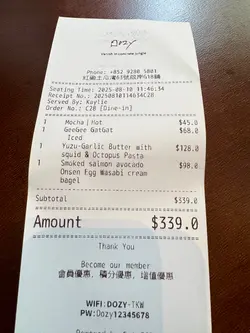 Phone: +852 9280 5801
Seating Time: 2025-08-10 11:46:34
Receipt No.: 20250810114634C28
Served By: Kaylie
Order No.: C28 [Dine-in]
1 Mocha|Hot $45.0
1 GeeGee GatGat $68.0
Iced
1 Yuzu-Garlic Butter with $128.0
squid & Octopus Pasta
1 Smoked salmon avocado $98.0
Onsen Egg Wasabi cream
bagel
Subtotal $339.0
Amount $339.0
Thank You
Become our member
會員優惠, 積分優惠, 增值優惠
WIFI:DOZY-TKW
PW:Dozy12345678